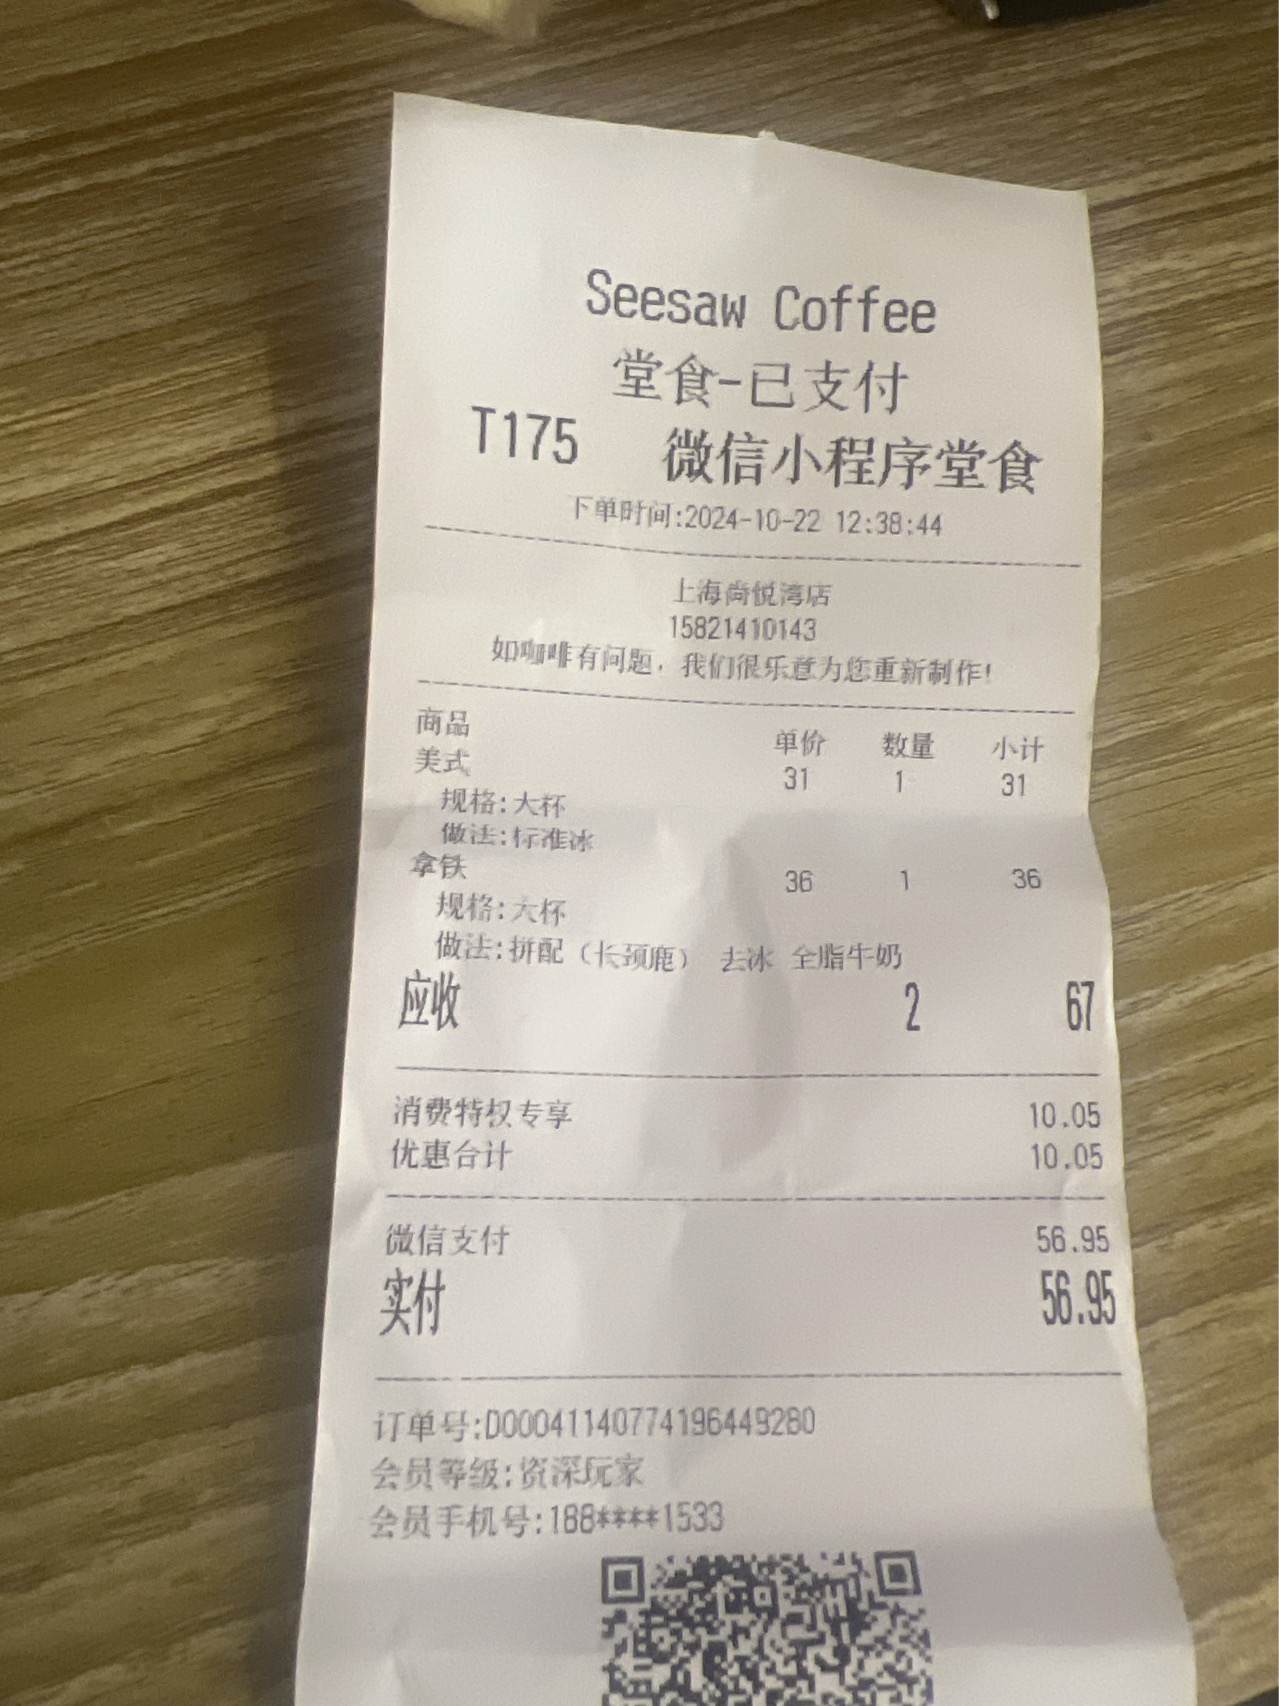 Seesaw Coffee
堂食-已支付
T175 微信小程序堂食
下单时间:2024-10-22 12:38:44
上海尚悦湾店
15821410143
如咖啡有问题，我们很乐意为您重新制作!
商品 单价 数量 小计
美式 31 1 31
规格:大杯
做法:标准冰
拿铁 36 1 36
规格:大杯
做法:拼配（长颈鹿） 去冰 全脂牛奶
应收 2 67
消费特权专享 10.05
优惠合计 10.05
微信支付 56.95
实付 56.95
订单号:D000411407741964492​80
会员等级:资深玩家
会员手机号:188****1533